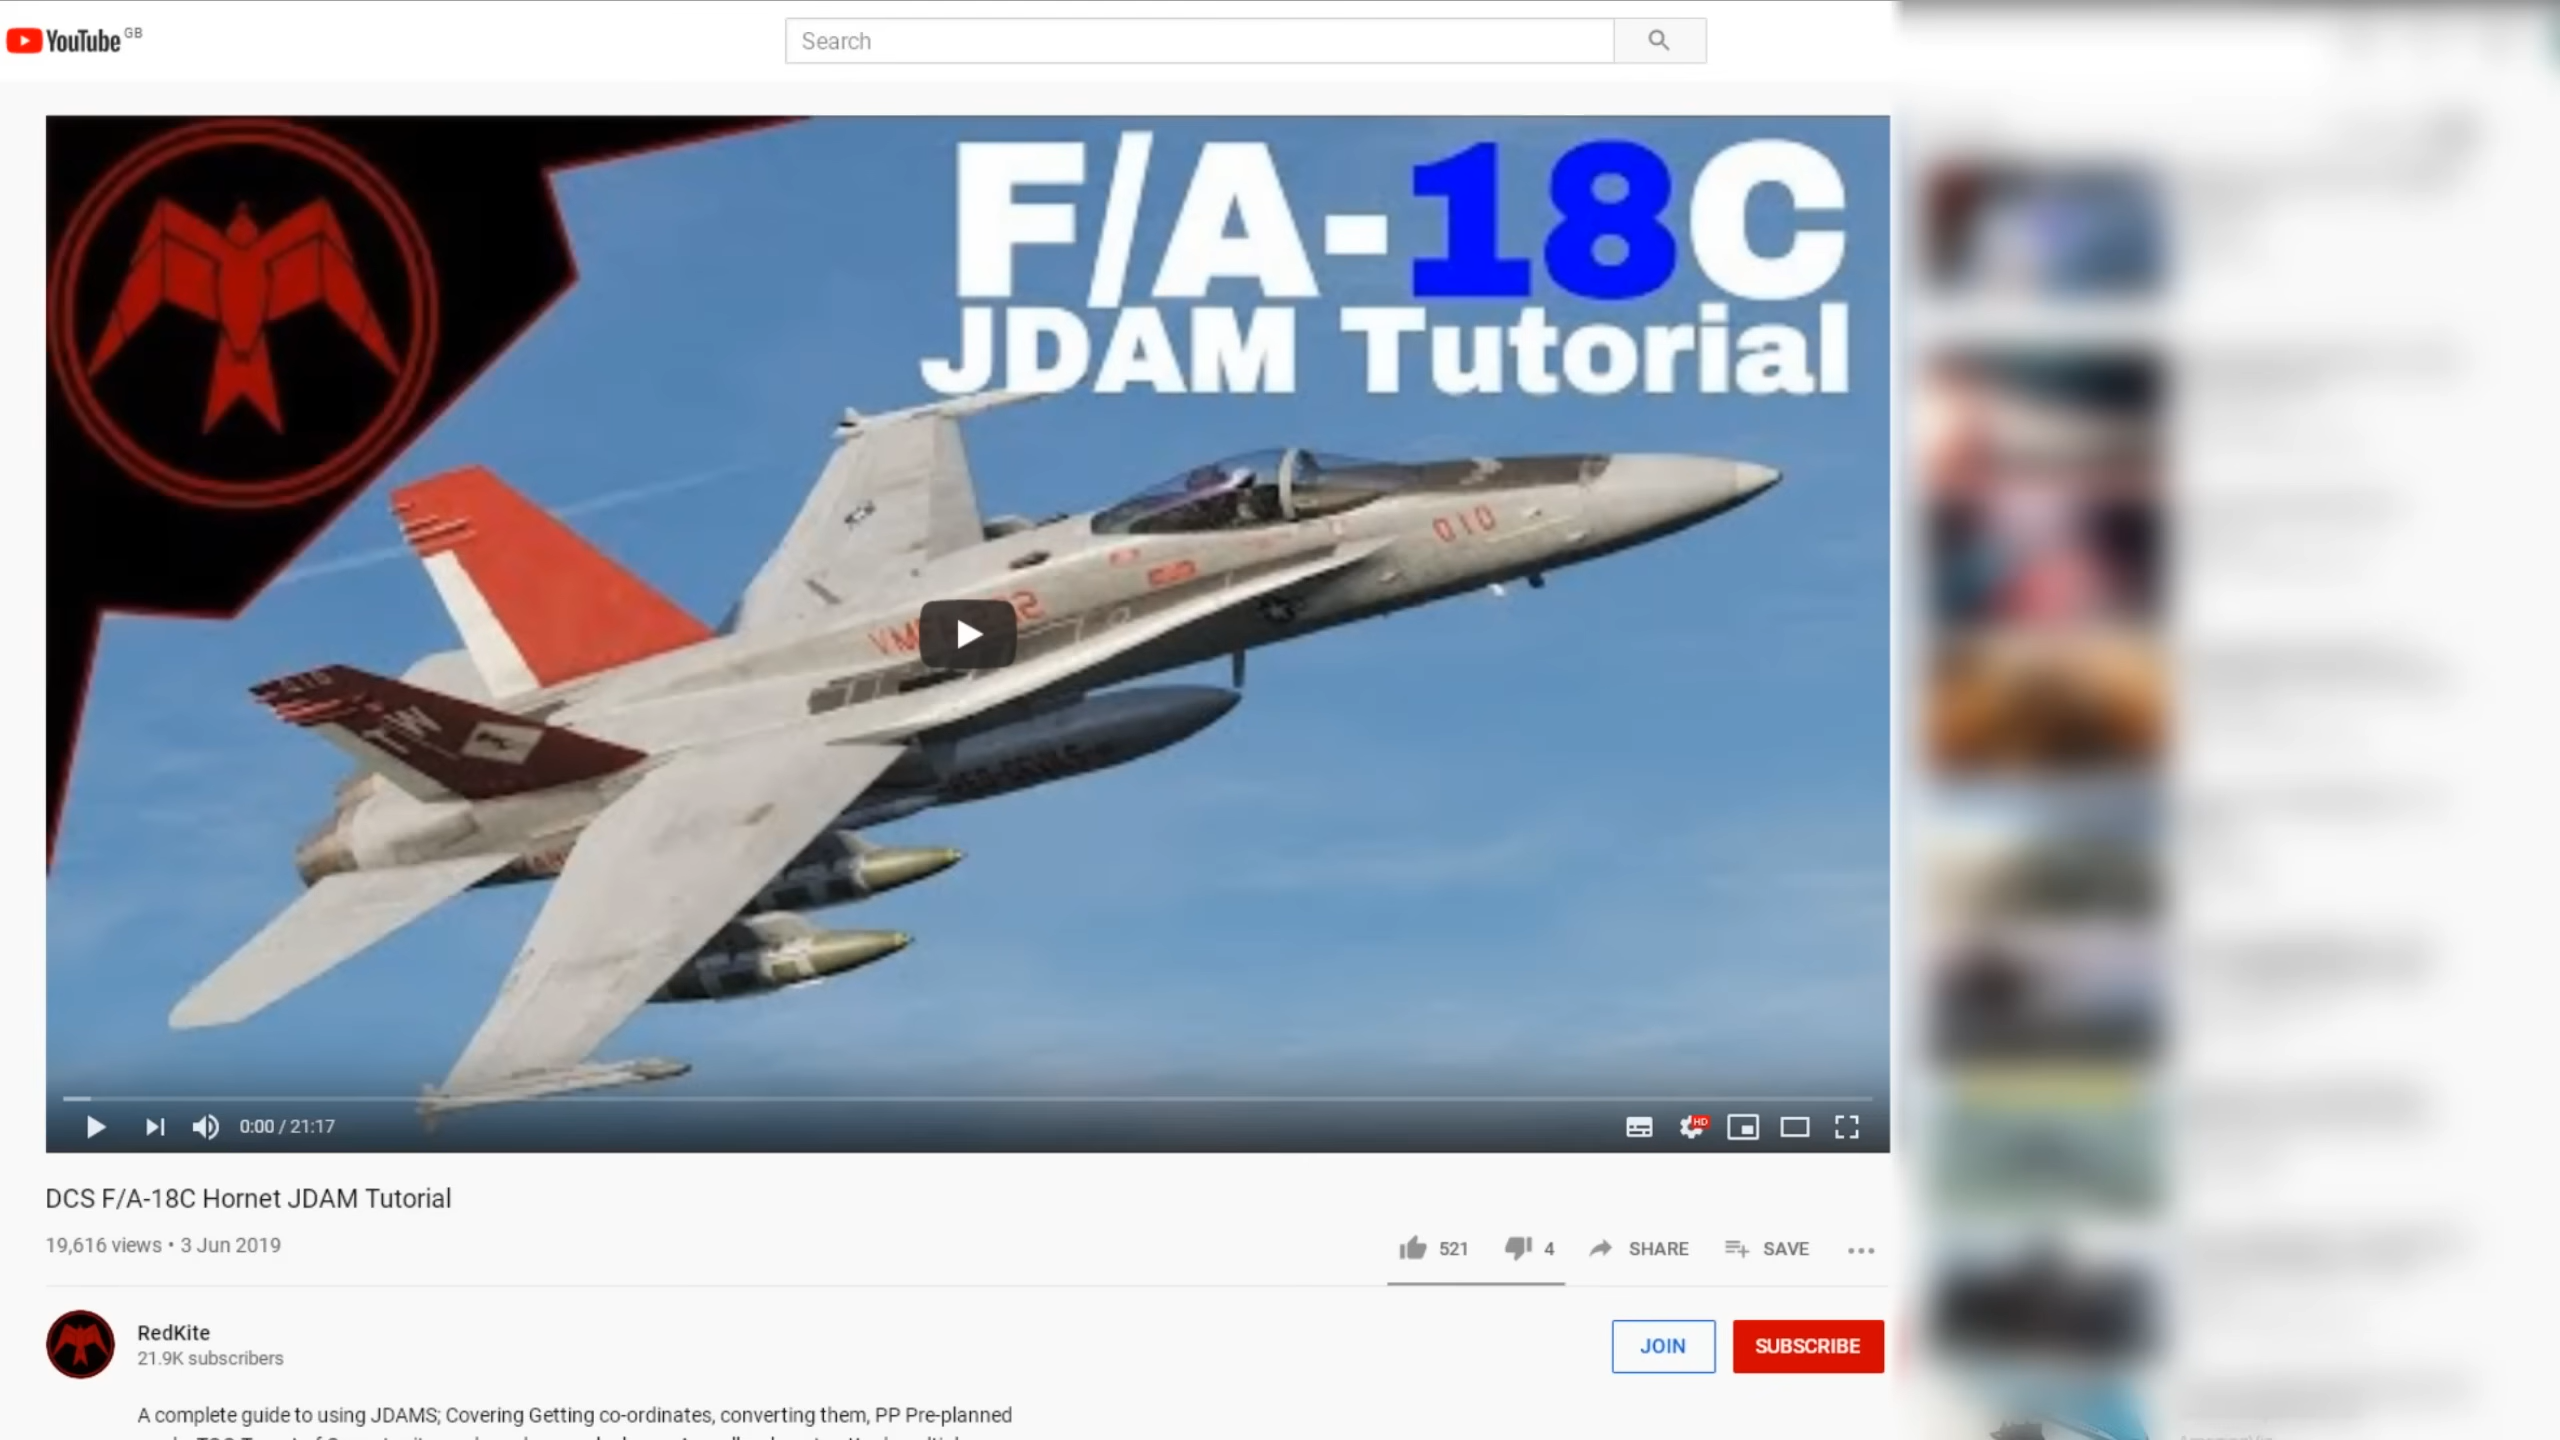 YouTube GB
Search
F/A-18C
JDAM Tutorial
010
0:00 / 21:17
HD
DCS F/A-18C Hornet JDAM Tutorial
19,616 views • 3 Jun 2019
521
4
SHARE
SAVE
RedKite
21.9K subscribers
JOIN
SUBSCRIBE
A complete guide to using JDAMS; Covering Getting co-ordinates, converting them, PP Pre-planned